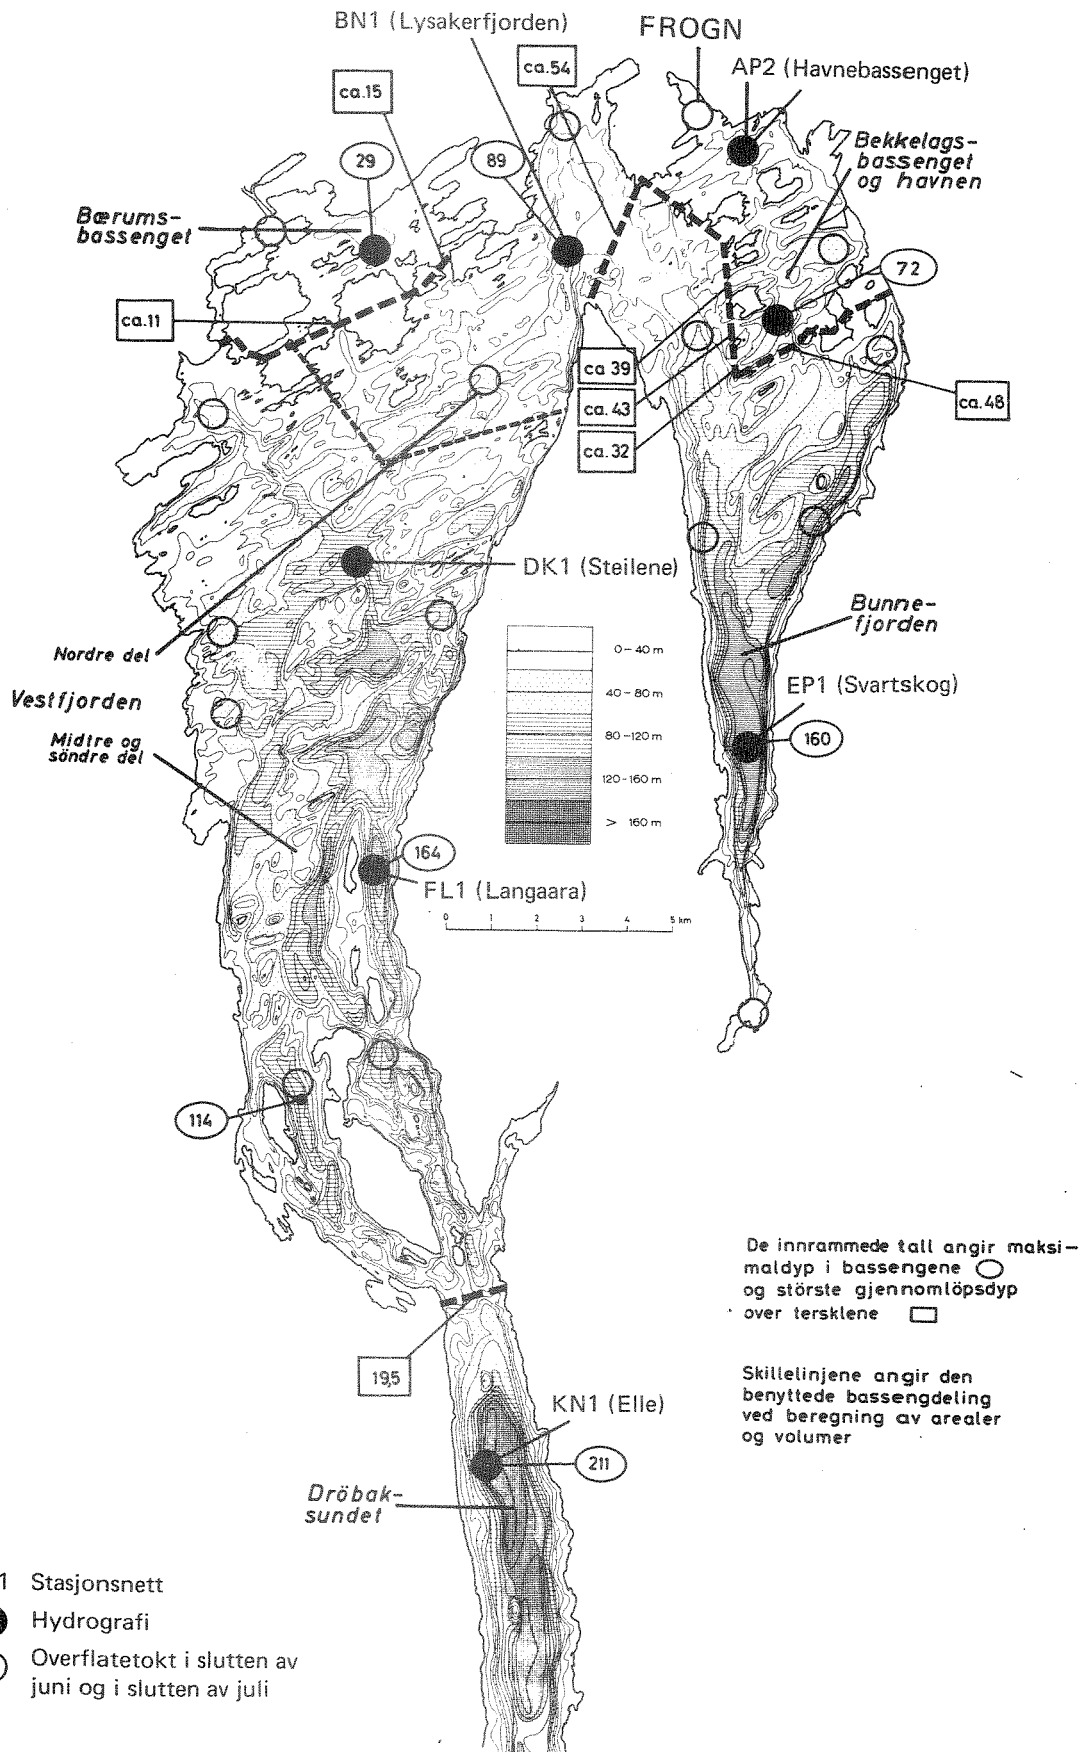 BN1 (Lysakerfjorden)
FROGN
ca.54
AP2 (Havnebassenget)
ca.15
29
89
Bekkelags-
bassenget
og havnen
Bærums-
bassenget
72
ca.11
ca 39
ca. 43
ca. 32
ca. 48
DK1 (Steilene)
Bunne-
fjorden
Nordre del
0-40 m
40-80 m
80-120 m
120-160 m
> 160 m
EP1 (Svartskog)
160
Vestfjorden
Midtre og
söndre del
164
FL1 (Langaara)
0 1 2 3 4 5 km
114
De innrammede tall angir maksi-
maldyp i bassengene
og störste gjennomlöpsdyp
over tersklene
19,5
Skillelinjene angir den
benyttede bassengdeling
ved beregning av arealer
og volumer
KN1 (Elle)
211
Dröbak-
sundet
1 Stasjonsnett
Hydrografi
Overflatetokt i slutten av
juni og i slutten av juli